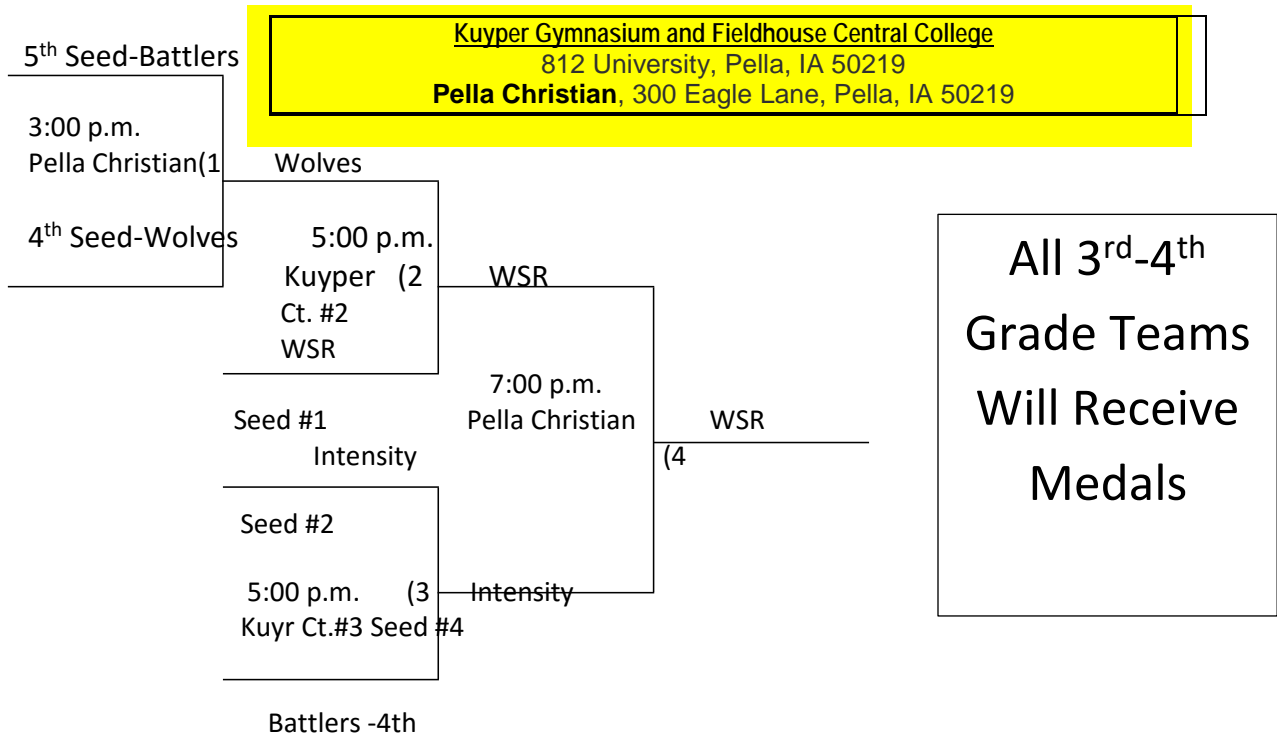 Kuyper Gymnasium and Fieldhouse Central College
812 University, Pella, IA 50219
Pella Christian, 300 Eagle Lane, Pella, IA 50219
5th Seed-Battlers
3:00 p.m.
Pella Christian(1
Wolves
4th Seed-Wolves
5:00 p.m.
Kuyper (2
Ct. #2
WSR
WSR
7:00 p.m.
Pella Christian
Seed #1
Intensity
(4
WSR
Seed #2
5:00 p.m. (3
Kuyr Ct.#3 Seed #4
Intensity
Battlers -4th
All 3rd-4th
Grade Teams
Will Receive
Medals